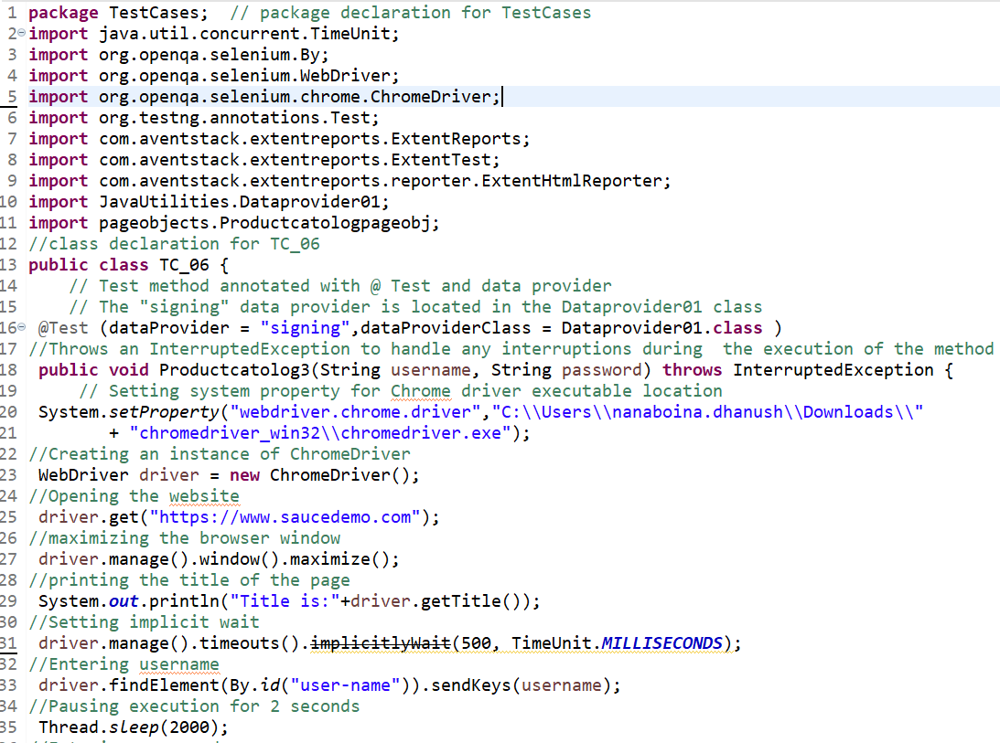 1 package TestCases;  // package declaration for TestCases
2 import java.util.concurrent.TimeUnit;
3 import org.openqa.selenium.By;
4 import org.openqa.selenium.WebDriver;
5 import org.openqa.selenium.chrome.ChromeDriver;
6 import org.testng.annotations.Test;
7 import com.aventstack.extentreports.ExtentReports;
8 import com.aventstack.extentreports.ExtentTest;
9 import com.aventstack.extentreports.reporter.ExtentHtmlReporter;
10 import JavaUtilities.Dataprovider01;
11 import pageobjects.Productcatologpageobj;
12 //class declaration for TC_06
13 public class TC_06 {
14     // Test method annotated with @ Test and data provider
15     // The "signing" data provider is located in the Dataprovider01 class
16  @Test (dataProvider = "signing",dataProviderClass = Dataprovider01.class )
17 //Throws an InterruptedException to handle any interruptions during  the execution of the method
18  public void Productcatolog3(String username, String password) throws InterruptedException {
19      // Setting system property for Chrome driver executable location
20  System.setProperty("webdriver.chrome.driver","C:\\Users\\nanaboina.dhanush\\Downloads\\"
21         + "chromedriver_win32\\chromedriver.exe");
22 //Creating an instance of ChromeDriver
23  WebDriver driver = new ChromeDriver();
24 //Opening the website
25  driver.get("https://www.saucedemo.com");
26 //maximizing the browser window
27  driver.manage().window().maximize();
28 //printing the title of the page
29  System.out.println("Title is:"+driver.getTitle());
30 //Setting implicit wait
31  driver.manage().timeouts().implicitlyWait(500, TimeUnit.MILLISECONDS);
32 //Entering username
33  driver.findElement(By.id("user-name")).sendKeys(username);
34 //Pausing execution for 2 seconds
35  Thread.sleep(2000);